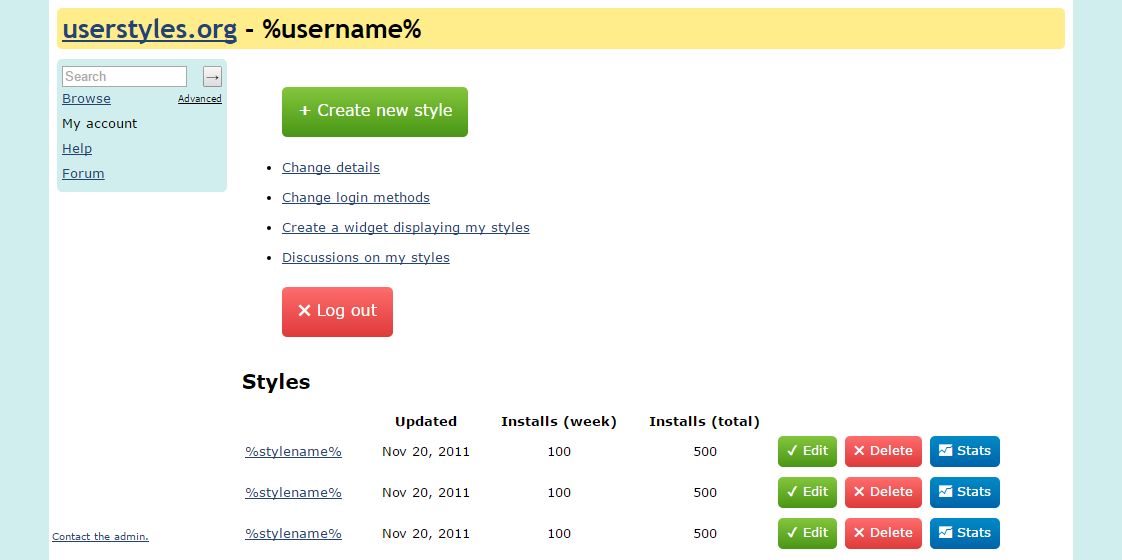 userstyles.org - %username%
Search →
Browse Advanced
My account
Help
Forum
+ Create new style
• Change details
• Change login methods
• Create a widget displaying my styles
• Discussions on my styles
✕ Log out
Styles
Updated Installs (week) Installs (total)
%stylename% Nov 20, 2011 100 500 ✓ Edit ✕ Delete Stats
%stylename% Nov 20, 2011 100 500 ✓ Edit ✕ Delete Stats
%stylename% Nov 20, 2011 100 500 ✓ Edit ✕ Delete Stats
Contact the admin.